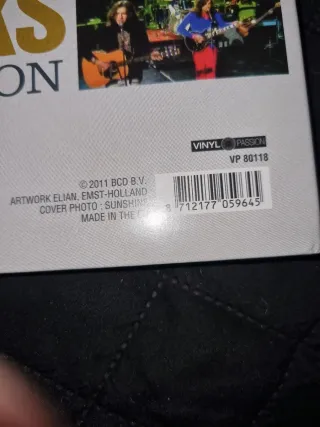 KS
ON
VINYL PASSION
VP 80118
© 2011 BCD B.V.
ARTWORK ELIAN, EMST-HOLLAND
COVER PHOTO : SUNSHINE
MADE IN THE
8 712177 059645